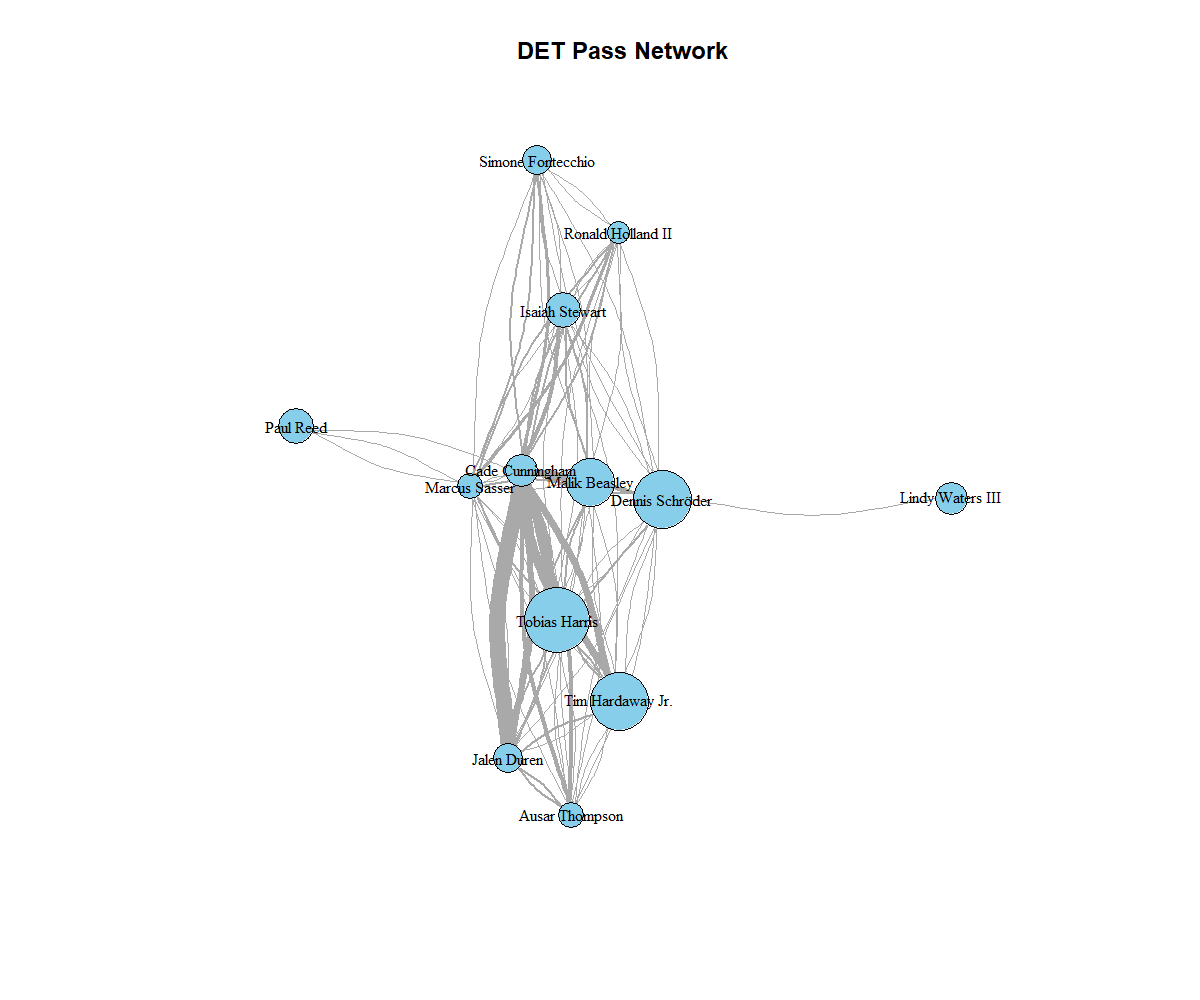 DET Pass Network
Simone Fontecchio
Ronald Holland II
Isaiah Stewart
Paul Reed
Cade Cunningham
Marcus Sasser
Malik Beasley
Dennis Schröder
Lindy Waters III
Tobias Harris
Tim Hardaway Jr.
Jalen Duren
Ausar Thompson